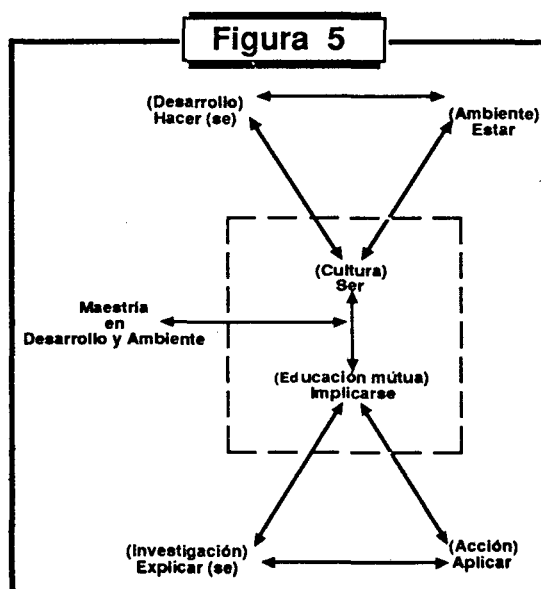 Figura 5
(Desarrollo)
Hacer (se)
(Ambiente)
Estar
(Cultura)
Ser
Maestría
en
Desarrollo y Ambiente
(Educación mútua)
Implicarse
(Investigación)
Explicar (se)
(Acción)
Aplicar